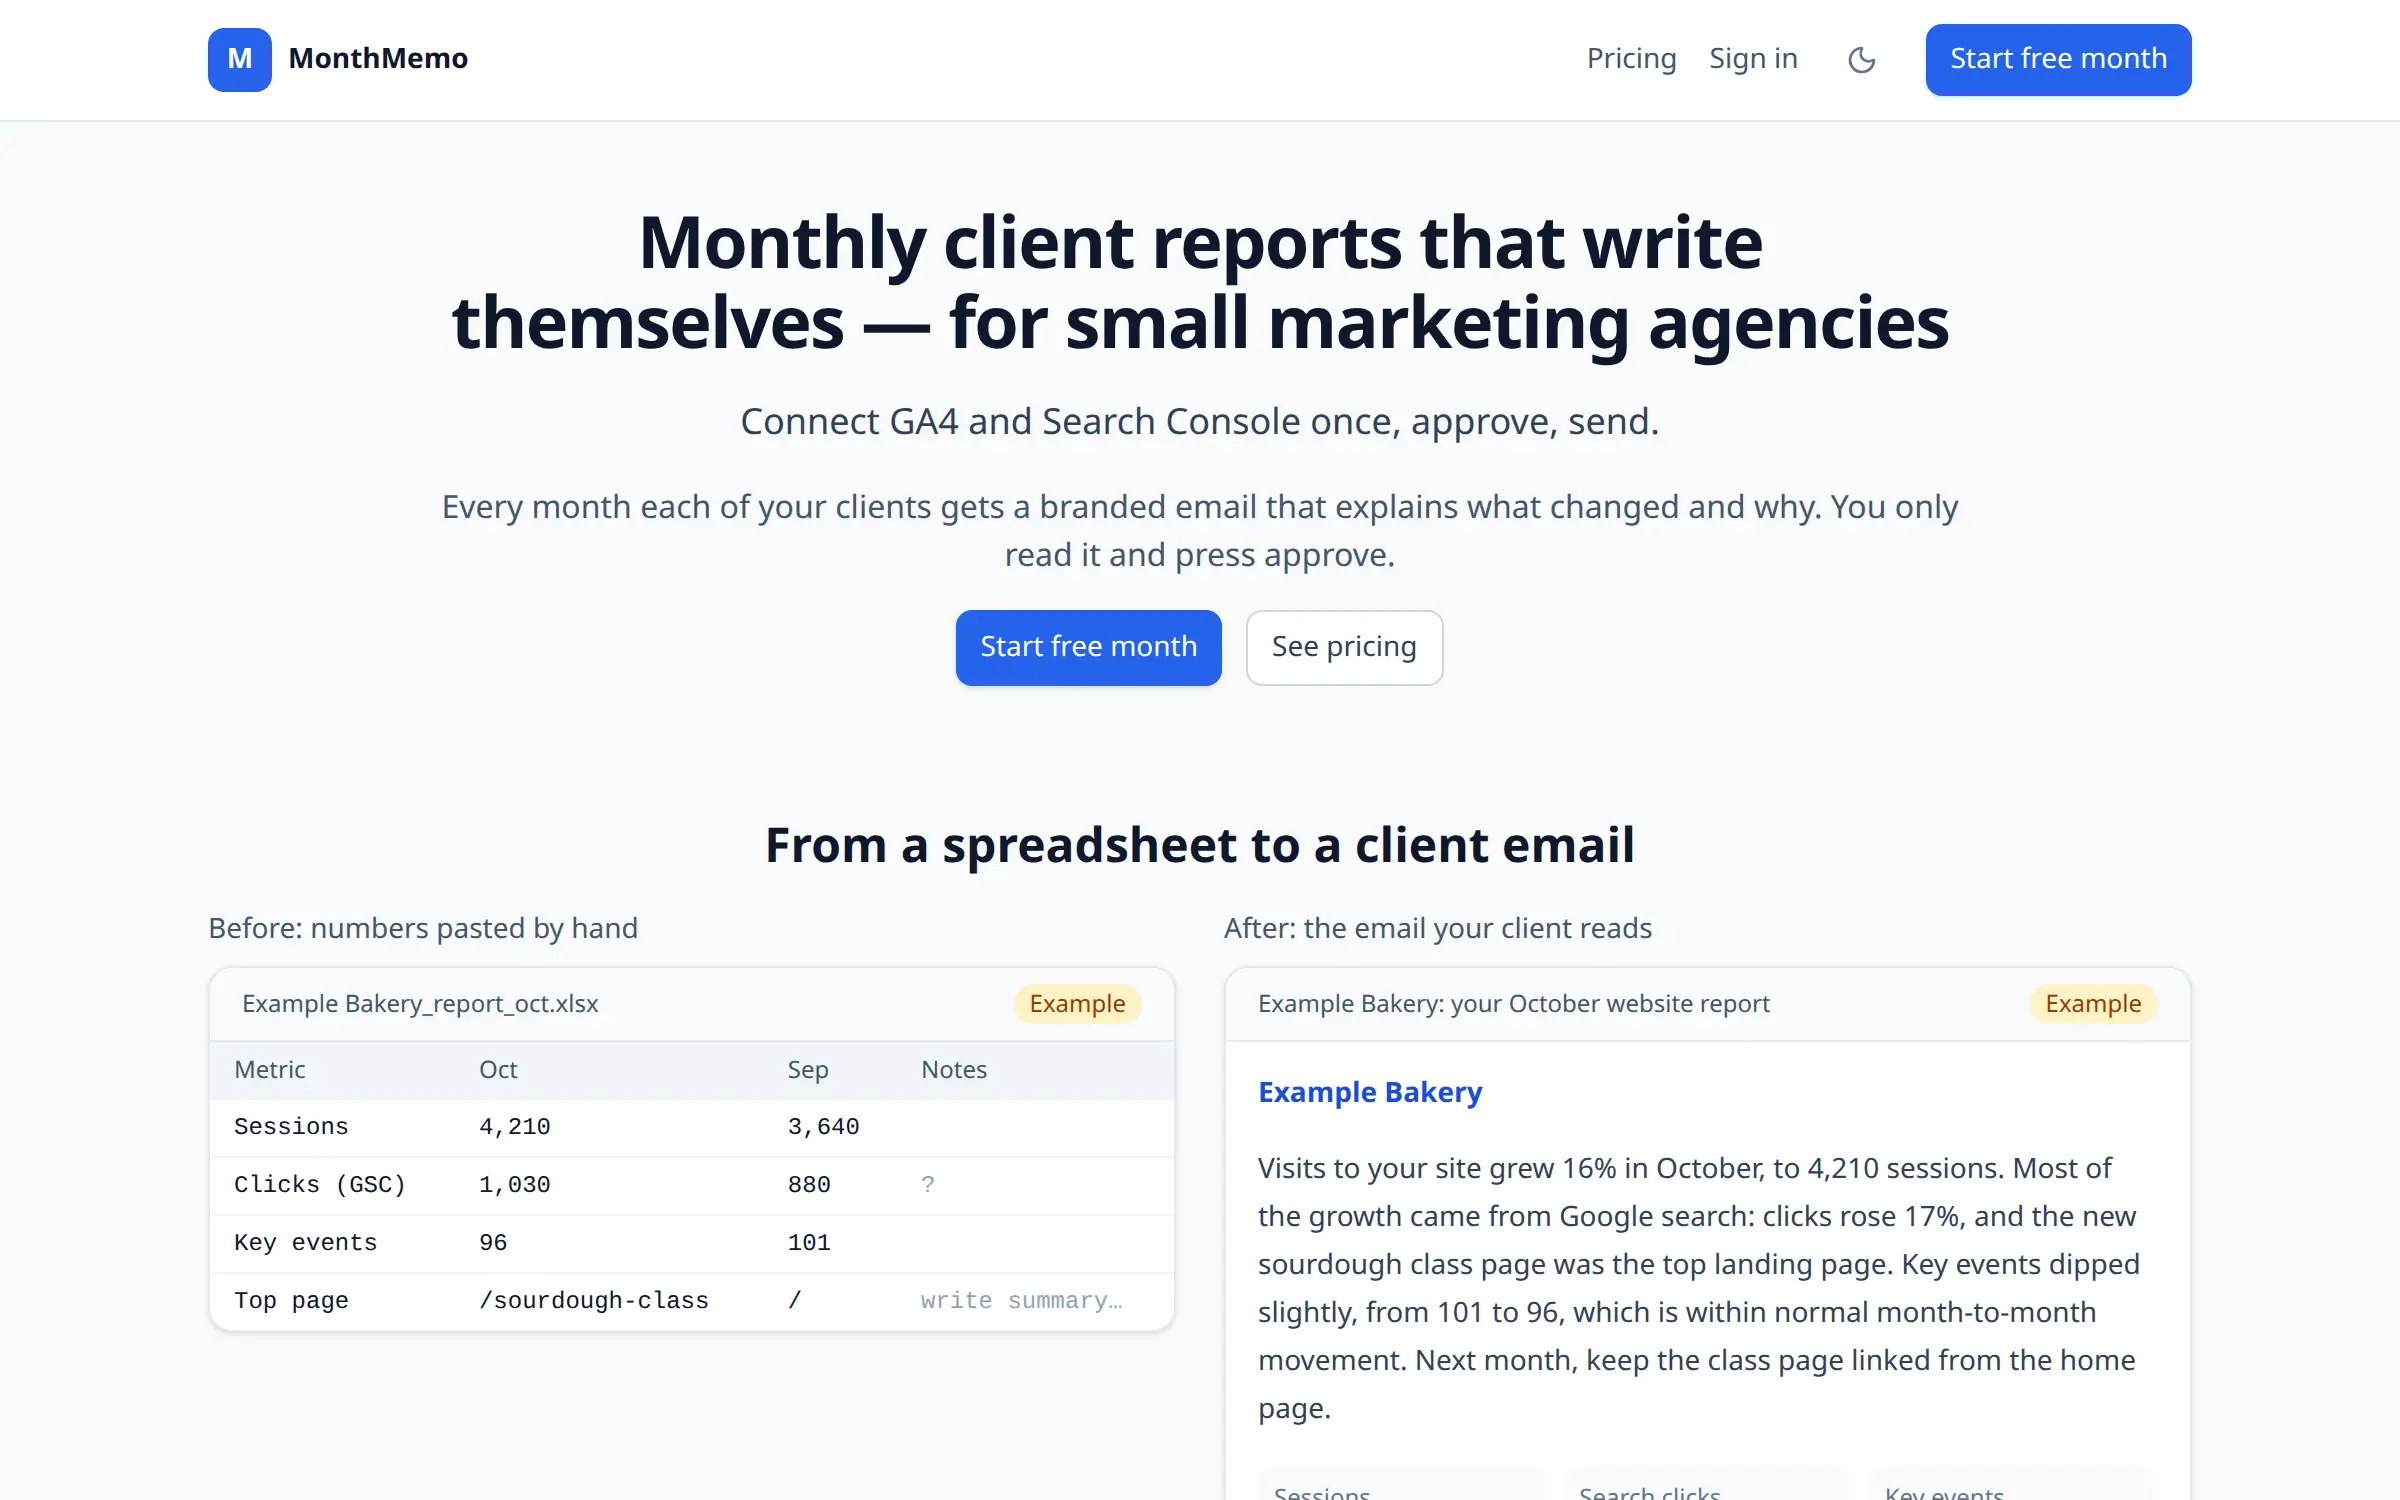 M
MonthMemo
Pricing
Sign in
Start free month
Monthly client reports that write
themselves — for small marketing agencies
Connect GA4 and Search Console once, approve, send.
Every month each of your clients gets a branded email that explains what changed and why. You only
read it and press approve.
Start free month
See pricing
From a spreadsheet to a client email
Before: numbers pasted by hand
Example Bakery_report_oct.xlsx
Example
Metric Oct Sep Notes
Sessions 4,210 3,640
Clicks (GSC) 1,030 880 ?
Key events 96 101
Top page /sourdough-class / write summary…
After: the email your client reads
Example Bakery: your October website report
Example
Example Bakery
Visits to your site grew 16% in October, to 4,210 sessions. Most of
the growth came from Google search: clicks rose 17%, and the new
sourdough class page was the top landing page. Key events dipped
slightly, from 101 to 96, which is within normal month-to-month
movement. Next month, keep the class page linked from the home
page.
Sessions
Search clicks
Key events